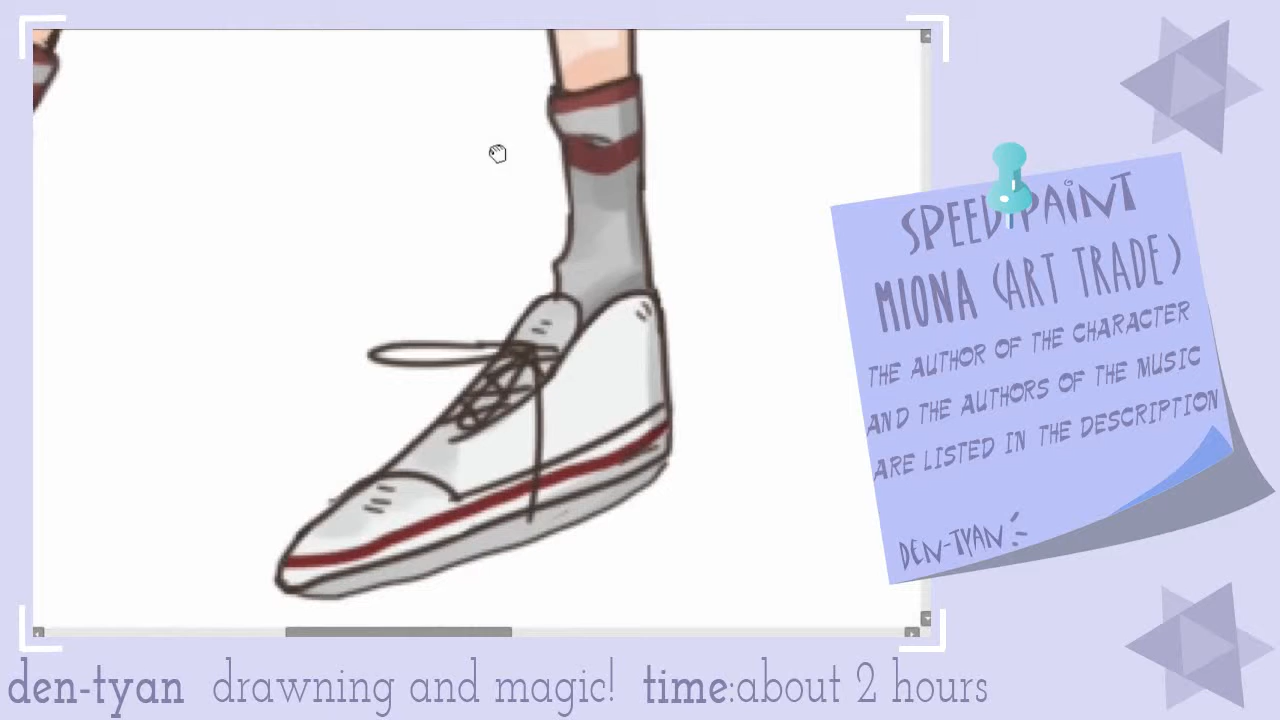 SPEEDPAINT
MIONA (ART TRADE)
THE AUTHOR OF THE CHARACTER
AND THE AUTHORS OF THE MUSIC
ARE LISTED IN THE DESCRIPTION
DEN-TYAN
den-tyan drawning and magic! time:about 2 hours